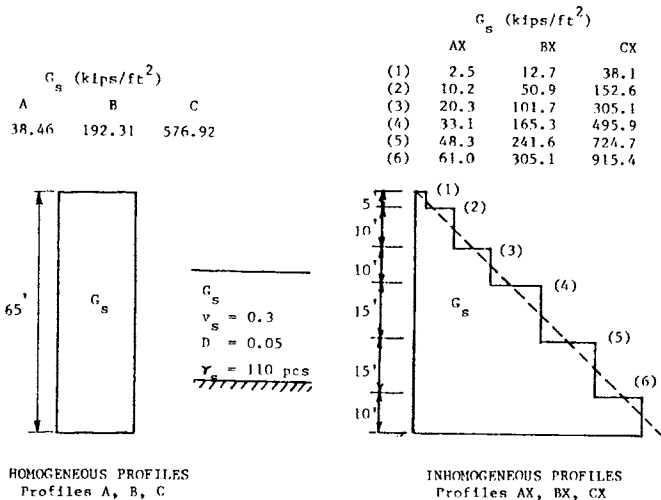 G_s (kips/ft²)
A B C
38.46 192.31 576.92
65'
G_s
G_s
ν_s = 0.3
D = 0.05
γ_s = 110 pcs
HOMOGENEOUS PROFILES
Profiles A, B, C
G_s (kips/ft²)
AX BX CX
(1) 2.5 12.7 38.1
(2) 10.2 50.9 152.6
(3) 20.3 101.7 305.1
(4) 33.1 165.3 495.9
(5) 48.3 241.6 724.7
(6) 61.0 305.1 915.4
5
10'
10'
15'
15'
10'
(1)
(2)
(3)
(4)
(5)
(6)
G_s
INHOMOGENEOUS PROFILES
Profiles AX, BX, CX